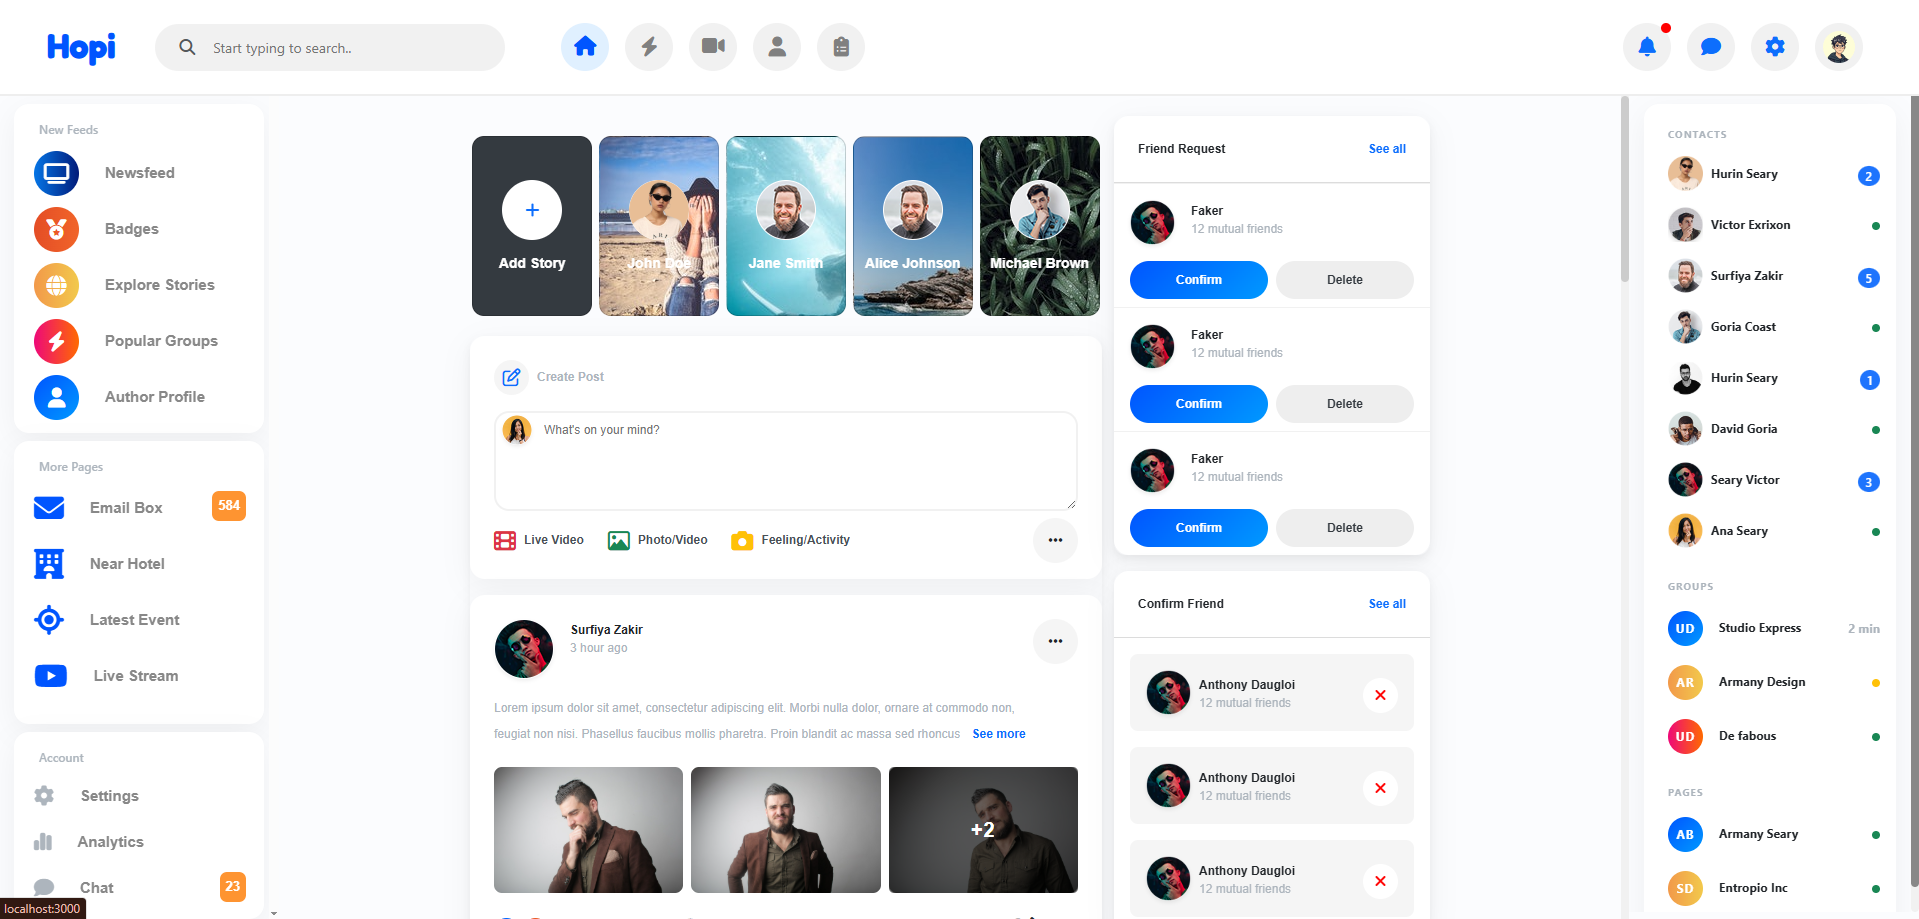 Hopi
Start typing to search..
New Feeds
Newsfeed
Badges
Explore Stories
Popular Groups
Author Profile
More Pages
Email Box
584
Near Hotel
Latest Event
Live Stream
Account
Settings
Analytics
Chat
23
localhost:3000
Add Story
John Doe
Jane Smith
Alice Johnson
Michael Brown
Create Post
What's on your mind?
Live Video
Photo/Video
Feeling/Activity
Surfiya Zakir
3 hour ago
Lorem ipsum dolor sit amet, consectetur adipiscing elit. Morbi nulla dolor, ornare at commodo non,
feugiat non nisi. Phasellus faucibus mollis pharetra. Proin blandit ac massa sed rhoncus See more
+2
Friend Request
See all
Faker
12 mutual friends
Confirm
Delete
Faker
12 mutual friends
Confirm
Delete
Faker
12 mutual friends
Confirm
Delete
Confirm Friend
See all
Anthony Daugloi
12 mutual friends
Anthony Daugloi
12 mutual friends
Anthony Daugloi
12 mutual friends
CONTACTS
Hurin Seary
2
Victor Exrixon
Surfiya Zakir
5
Goria Coast
Hurin Seary
1
David Goria
Seary Victor
3
Ana Seary
GROUPS
UD
Studio Express
2 min
AR
Armany Design
UD
De fabous
PAGES
AB
Armany Seary
SD
Entropio Inc